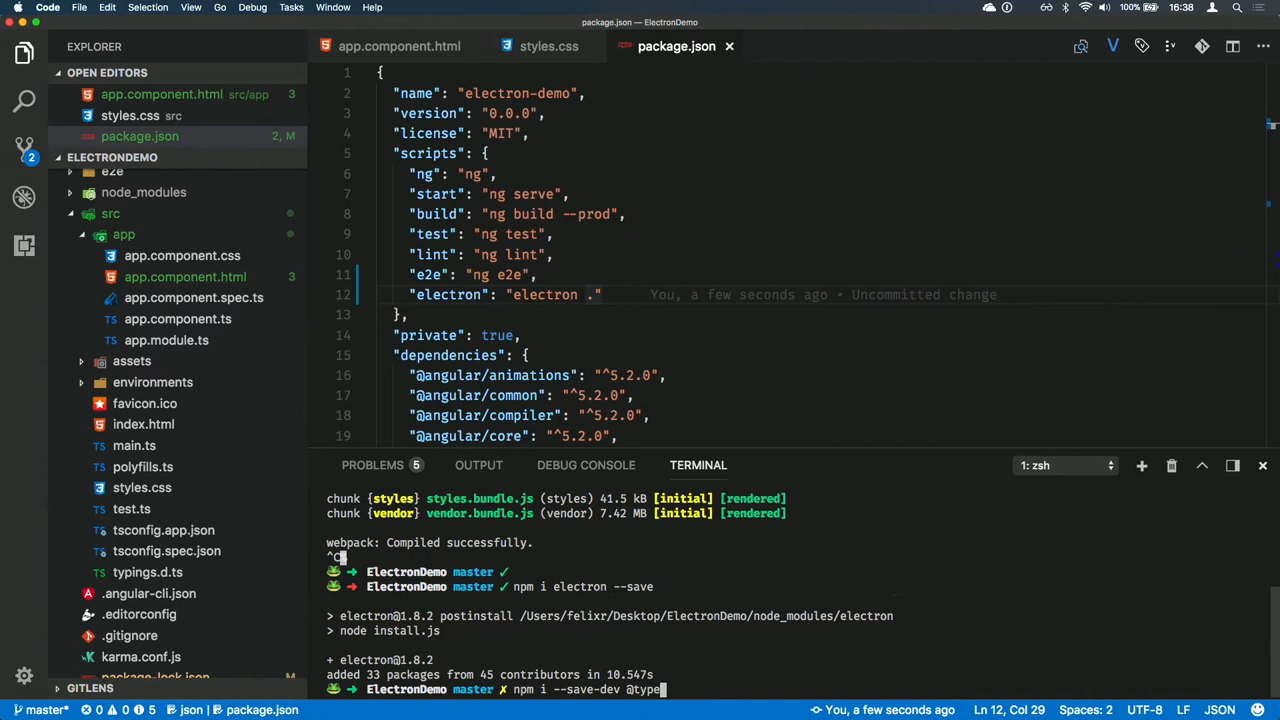 Code File Edit Selection View Go Debug Tasks Window Help 100% 16:38
package.json — ElectronDemo
EXPLORER
app.component.html styles.css package.json ×
OPEN EDITORS
app.component.html src/app 3
styles.css src
package.json 2, M
ELECTRONDEMO
e2e
node_modules
src
app
app.component.css
app.component.html 3
app.component.spec.ts
app.component.ts
app.module.ts
assets
environments
favicon.ico
index.html
main.ts
polyfills.ts
styles.css
test.ts
tsconfig.app.json
tsconfig.spec.json
typings.d.ts
.angular-cli.json
.editorconfig
.gitignore
karma.conf.js
package-lock.json M
GITLENS
2
1 {
2 "name": "electron-demo",
3 "version": "0.0.0",
4 "license": "MIT",
5 "scripts": {
6 "ng": "ng",
7 "start": "ng serve",
8 "build": "ng build --prod",
9 "test": "ng test",
10 "lint": "ng lint",
11 "e2e": "ng e2e",
12 "electron": "electron ." You, a few seconds ago • Uncommitted change
13 },
14 "private": true,
15 "dependencies": {
16 "@angular/animations": "^5.2.0",
17 "@angular/common": "^5.2.0",
18 "@angular/compiler": "^5.2.0",
19 "@angular/core": "^5.2.0",
PROBLEMS 5 OUTPUT DEBUG CONSOLE TERMINAL 1: zsh
chunk {styles} styles.bundle.js (styles) 41.5 kB [initial] [rendered]
chunk {vendor} vendor.bundle.js (vendor) 7.42 MB [initial] [rendered]
webpack: Compiled successfully.
^C
➜ ElectronDemo master ✓
➜ ElectronDemo master ✓ npm i electron --save
> electron@1.8.2 postinstall /Users/felixr/Desktop/ElectronDemo/node_modules/electron
> node install.js
+ electron@1.8.2
added 33 packages from 45 contributors in 10.547s
➜ ElectronDemo master ✗ npm i --save-dev @type
master* 0 0 5 json | package.json You, a few seconds ago Ln 12, Col 29 Spaces: 2 UTF-8 LF JSON